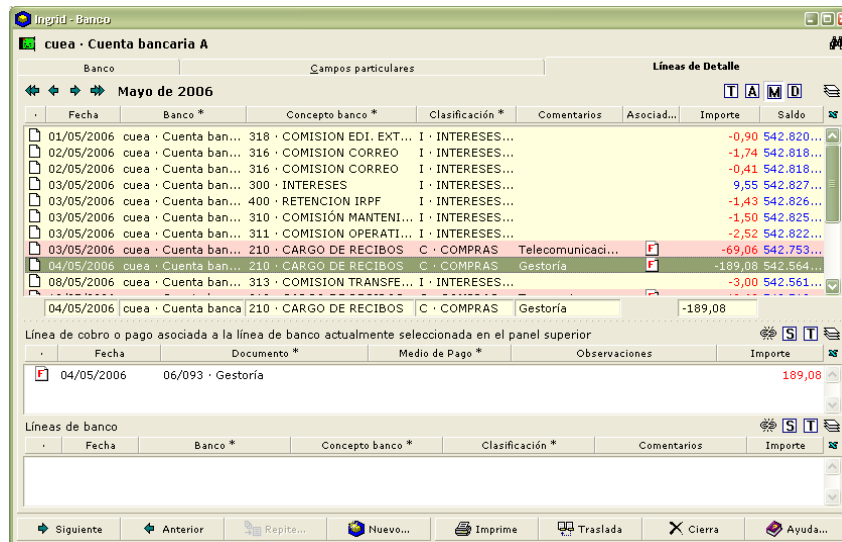 Ingrid - Banco
cuea · Cuenta bancaria A
Banco Campos particulares Líneas de Detalle
Mayo de 2006 T A M D
· Fecha Banco * Concepto banco * Clasificación * Comentarios Asociad... Importe Saldo
01/05/2006 cuea · Cuenta ban... 318 · COMISION EDI. EXT... I · INTERESES... -0,90 542.820...
02/05/2006 cuea · Cuenta ban... 316 · COMISION CORREO I · INTERESES... -1,74 542.818...
02/05/2006 cuea · Cuenta ban... 316 · COMISION CORREO I · INTERESES... -0,41 542.818...
03/05/2006 cuea · Cuenta ban... 300 · INTERESES I · INTERESES... 9,55 542.827...
03/05/2006 cuea · Cuenta ban... 400 · RETENCION IRPF I · INTERESES... -1,43 542.826...
03/05/2006 cuea · Cuenta ban... 310 · COMISIÓN MANTENI... I · INTERESES... -1,50 542.825...
03/05/2006 cuea · Cuenta ban... 311 · COMISION OPERATI... I · INTERESES... -2,52 542.822...
03/05/2006 cuea · Cuenta ban... 210 · CARGO DE RECIBOS C · COMPRAS Telecomunicaci... F -69,06 542.753...
04/05/2006 cuea · Cuenta ban... 210 · CARGO DE RECIBOS C · COMPRAS Gestoría F -189,08 542.564...
08/05/2006 cuea · Cuenta ban... 313 · COMISION TRANSFE... I · INTERESES... -3,00 542.561...
04/05/2006 cuea · Cuenta banca 210 · CARGO DE RECIBOS C · COMPRAS Gestoría -189,08
Línea de cobro o pago asociada a la línea de banco actualmente seleccionada en el panel superior S T
· Fecha Documento * Medio de Pago * Observaciones Importe
F 04/05/2006 06/093 · Gestoría 189,08
Líneas de banco S T
· Fecha Banco * Concepto banco * Clasificación * Comentarios Importe
Siguiente Anterior Repite... Nuevo... Imprime Traslada Cierra Ayuda...